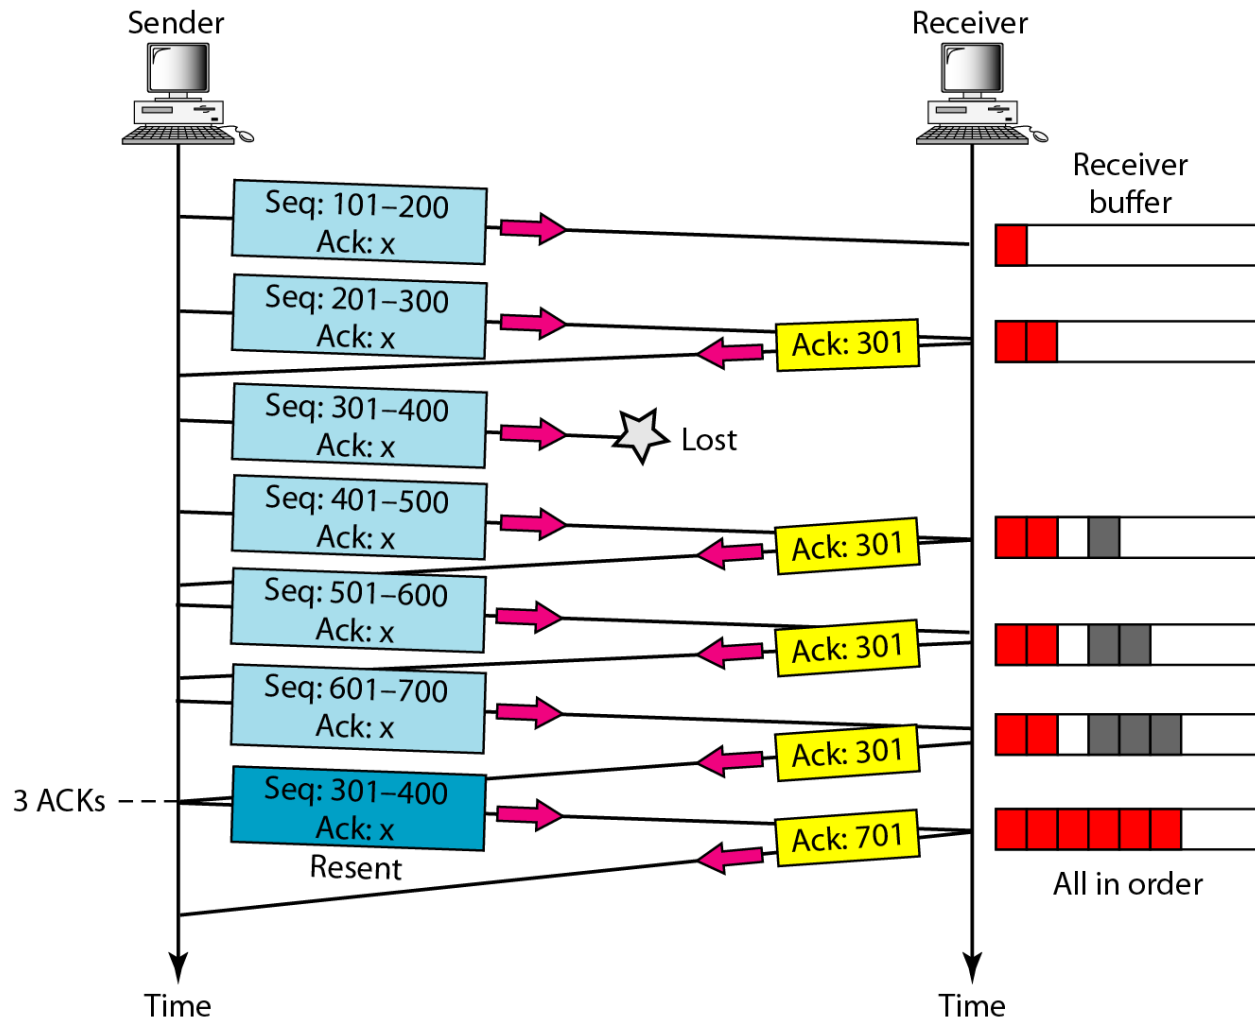 Sender
Receiver
Receiver
buffer
Seq: 101–200
Ack: x
Seq: 201–300
Ack: x
Ack: 301
Seq: 301–400
Ack: x
Lost
Seq: 401–500
Ack: x
Ack: 301
Seq: 501–600
Ack: x
Ack: 301
Seq: 601–700
Ack: x
Ack: 301
3 ACKs
Seq: 301–400
Ack: x
Resent
Ack: 701
All in order
Time
Time